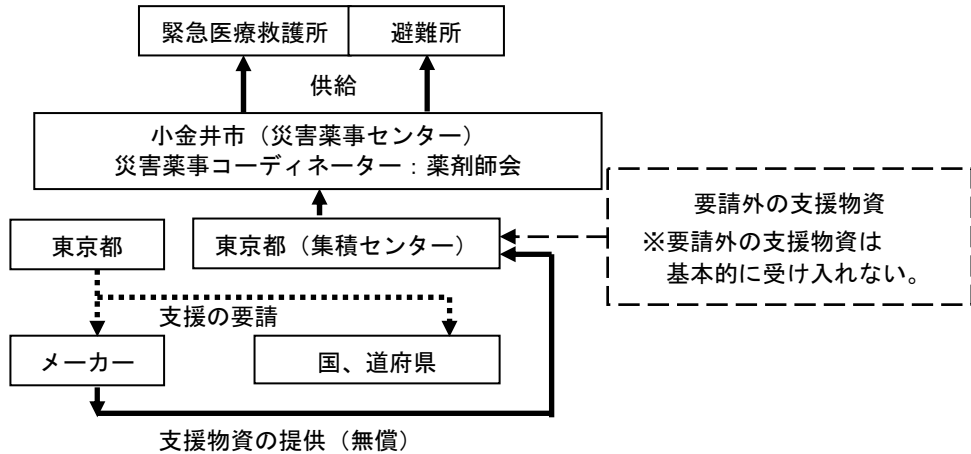 緊急医療救護所
避難所
供給
小金井市（災害薬事センター）
災害薬事コーディネーター：薬剤師会
要請外の支援物資
※要請外の支援物資は
基本的に受け入れない。
東京都
東京都（集積センター）
支援の要請
メーカー
国、道府県
支援物資の提供（無償）